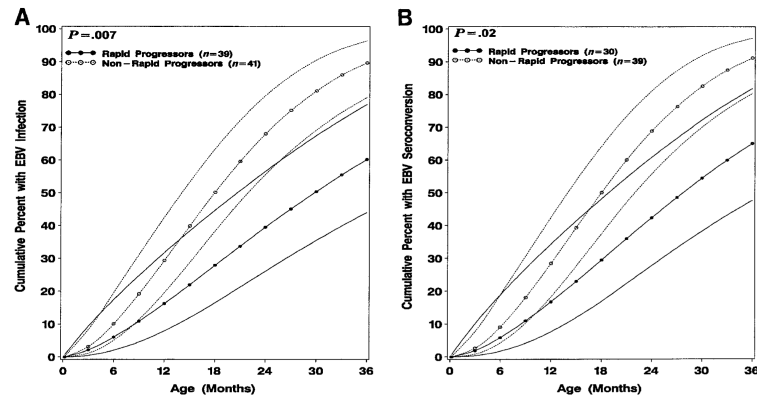 A
P=.007
Rapid Progressors (n=39)
Non-Rapid Progressors (n=41)
Cumulative Percent with EBV Infection
100
90
80
70
60
50
40
30
20
10
0
0 6 12 18 24 30 36
Age (Months)
B
P=.02
Rapid Progressors (n=30)
Non-Rapid Progressors (n=39)
Cumulative Percent with EBV Seroconversion
100
90
80
70
60
50
40
30
20
10
0
0 6 12 18 24 30 36
Age (Months)